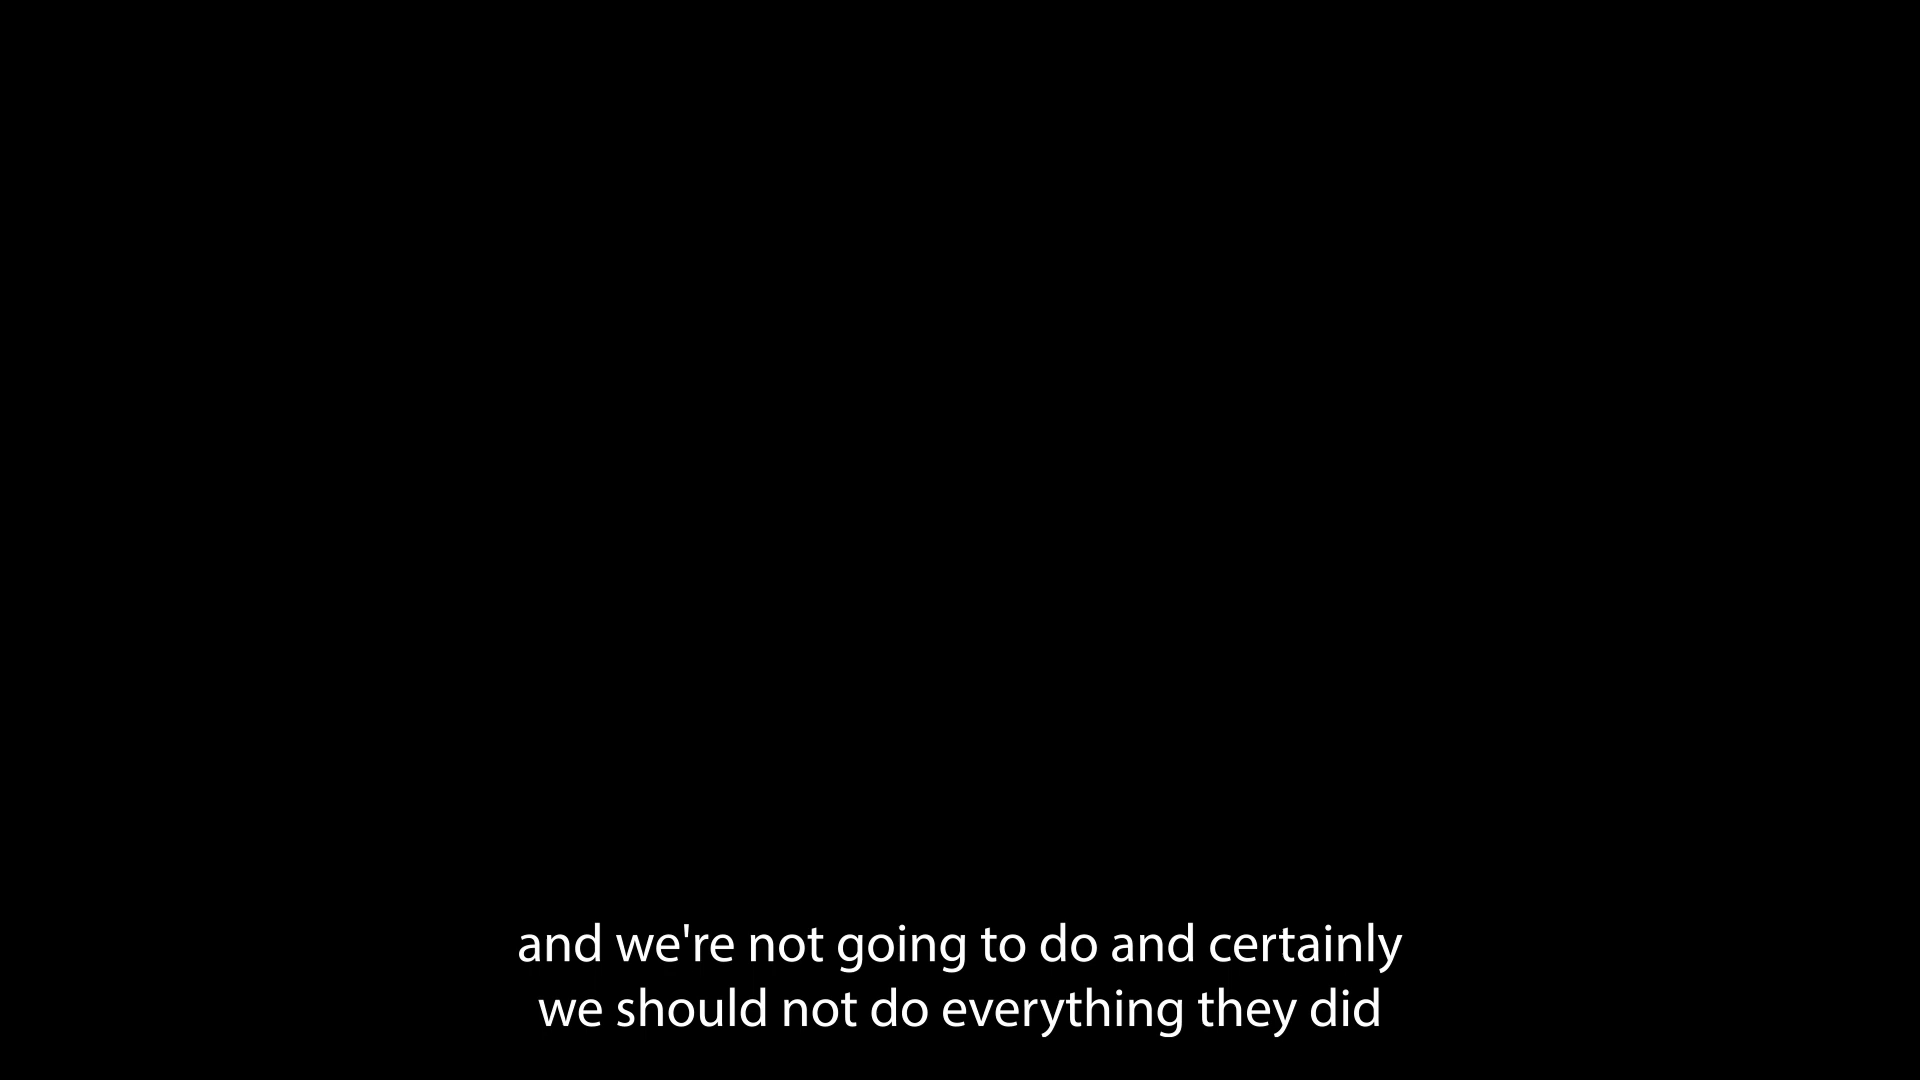 and we're not going to do and certainly
we should not do everything they did